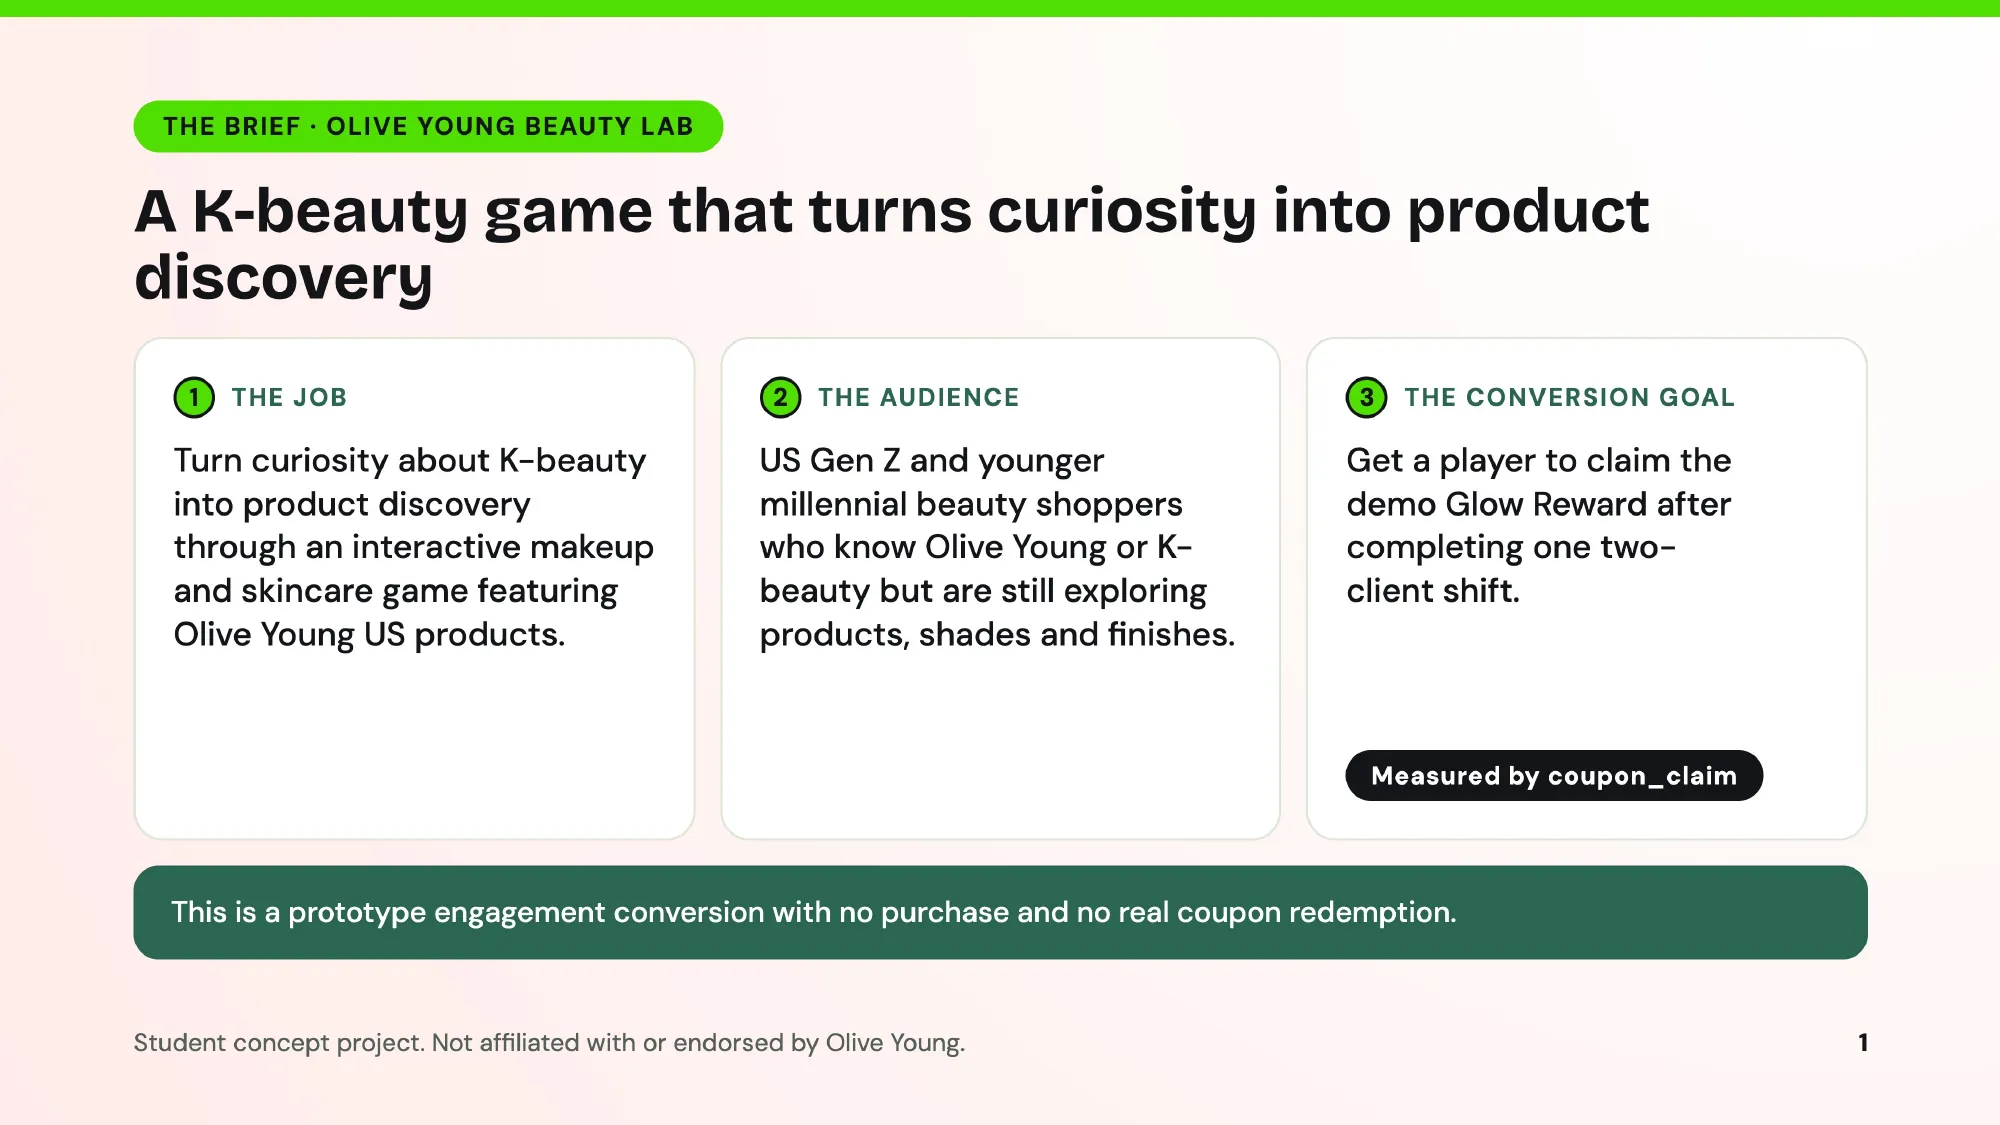 THE BRIEF · OLIVE YOUNG BEAUTY LAB
A K-beauty game that turns curiosity into product
discovery
1 THE JOB
Turn curiosity about K-beauty
into product discovery
through an interactive makeup
and skincare game featuring
Olive Young US products.
2 THE AUDIENCE
US Gen Z and younger
millennial beauty shoppers
who know Olive Young or K-
beauty but are still exploring
products, shades and finishes.
3 THE CONVERSION GOAL
Get a player to claim the
demo Glow Reward after
completing one two-
client shift.
Measured by coupon_claim
This is a prototype engagement conversion with no purchase and no real coupon redemption.
Student concept project. Not affiliated with or endorsed by Olive Young.
1